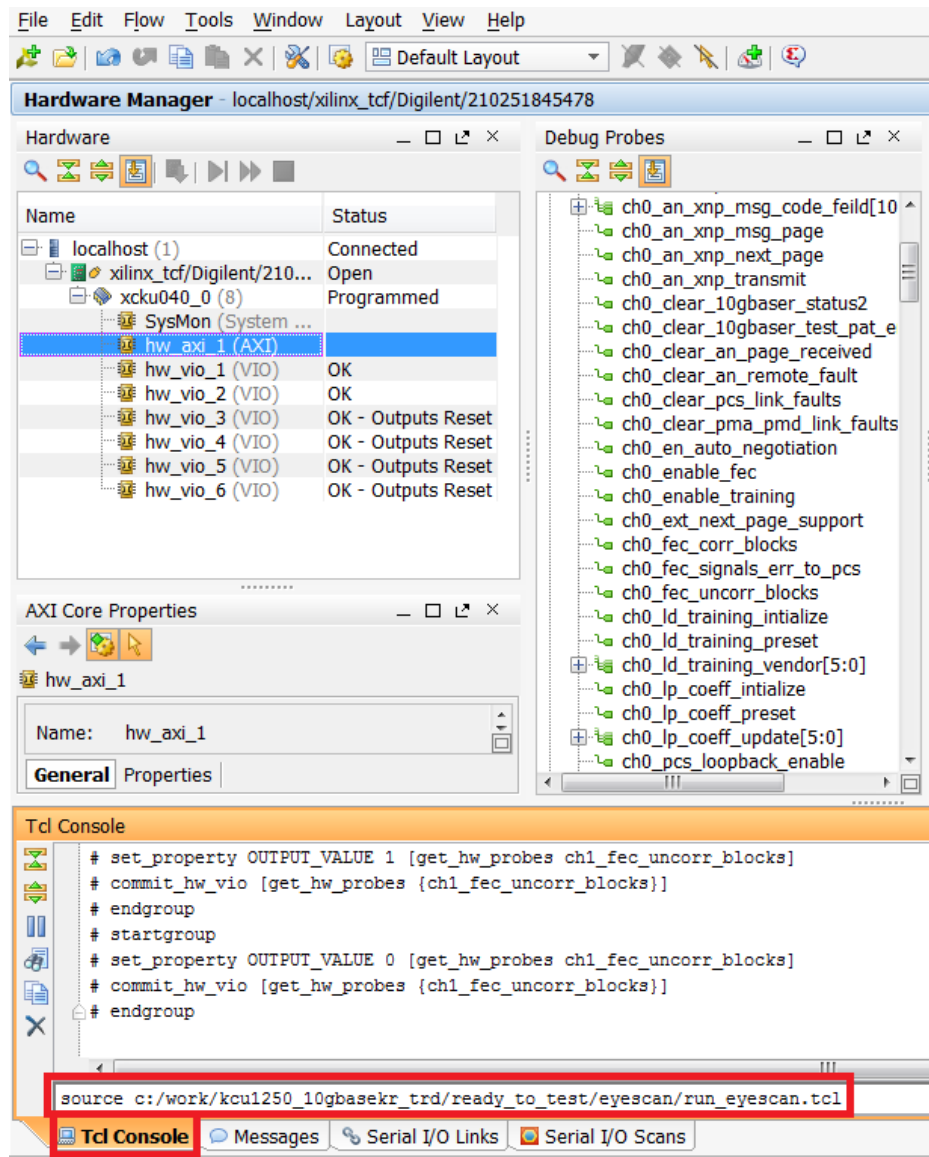 File Edit Flow Tools Window Layout View Help
Default Layout
Hardware Manager - localhost/xilinx_tcf/Digilent/210251845478
Hardware
Name Status
localhost (1) Connected
xilinx_tcf/Digilent/210... Open
xcku040_0 (8) Programmed
SysMon (System ...
hw_axi_1 (AXI)
hw_vio_1 (VIO) OK
hw_vio_2 (VIO) OK
hw_vio_3 (VIO) OK - Outputs Reset
hw_vio_4 (VIO) OK - Outputs Reset
hw_vio_5 (VIO) OK - Outputs Reset
hw_vio_6 (VIO) OK - Outputs Reset
Debug Probes
ch0_an_xnp_msg_code_feild[10
ch0_an_xnp_msg_page
ch0_an_xnp_next_page
ch0_an_xnp_transmit
ch0_clear_10gbaser_status2
ch0_clear_10gbaser_test_pat_e
ch0_clear_an_page_received
ch0_clear_an_remote_fault
ch0_clear_pcs_link_faults
ch0_clear_pma_pmd_link_faults
ch0_en_auto_negotiation
ch0_enable_fec
ch0_enable_training
ch0_ext_next_page_support
ch0_fec_corr_blocks
ch0_fec_signals_err_to_pcs
ch0_fec_uncorr_blocks
ch0_ld_training_intialize
ch0_ld_training_preset
ch0_ld_training_vendor[5:0]
ch0_lp_coeff_intialize
ch0_lp_coeff_preset
ch0_lp_coeff_update[5:0]
ch0_pcs_loopback_enable
AXI Core Properties
hw_axi_1
Name: hw_axi_1
General Properties
Tcl Console
# set_property OUTPUT_VALUE 1 [get_hw_probes ch1_fec_uncorr_blocks]
# commit_hw_vio [get_hw_probes {ch1_fec_uncorr_blocks}]
# endgroup
# startgroup
# set_property OUTPUT_VALUE 0 [get_hw_probes ch1_fec_uncorr_blocks]
# commit_hw_vio [get_hw_probes {ch1_fec_uncorr_blocks}]
# endgroup
source c:/work/kcu1250_10gbasekr_trd/ready_to_test/eyescan/run_eyescan.tcl
Tcl Console Messages Serial I/O Links Serial I/O Scans